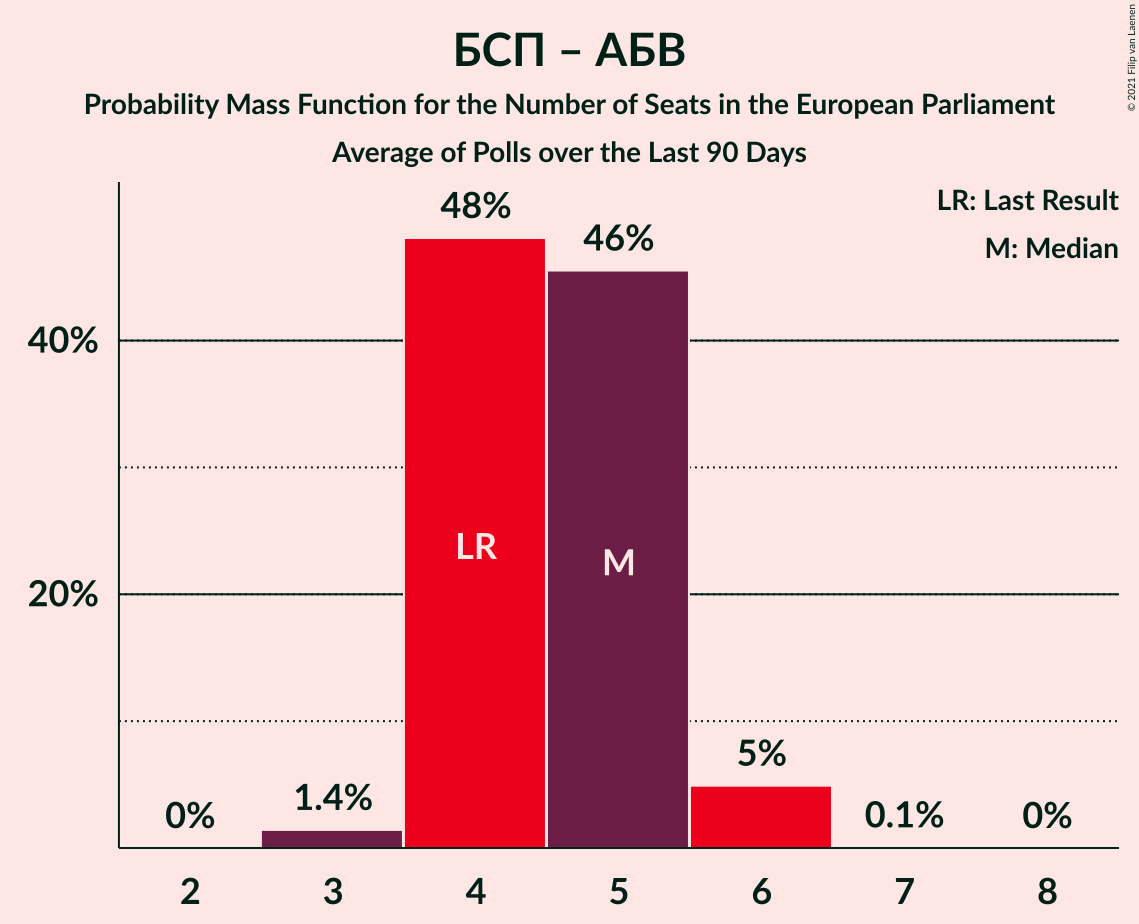 БСП – АБВ
Probability Mass Function for the Number of Seats in the European Parliament
Average of Polls over the Last 90 Days
© 2021 Filip van Laenen
LR: Last Result
M: Median
48%
46%
40%
LR
M
20%
5%
1.4%
0%
0.1%
0%
2 3 4 5 6 7 8